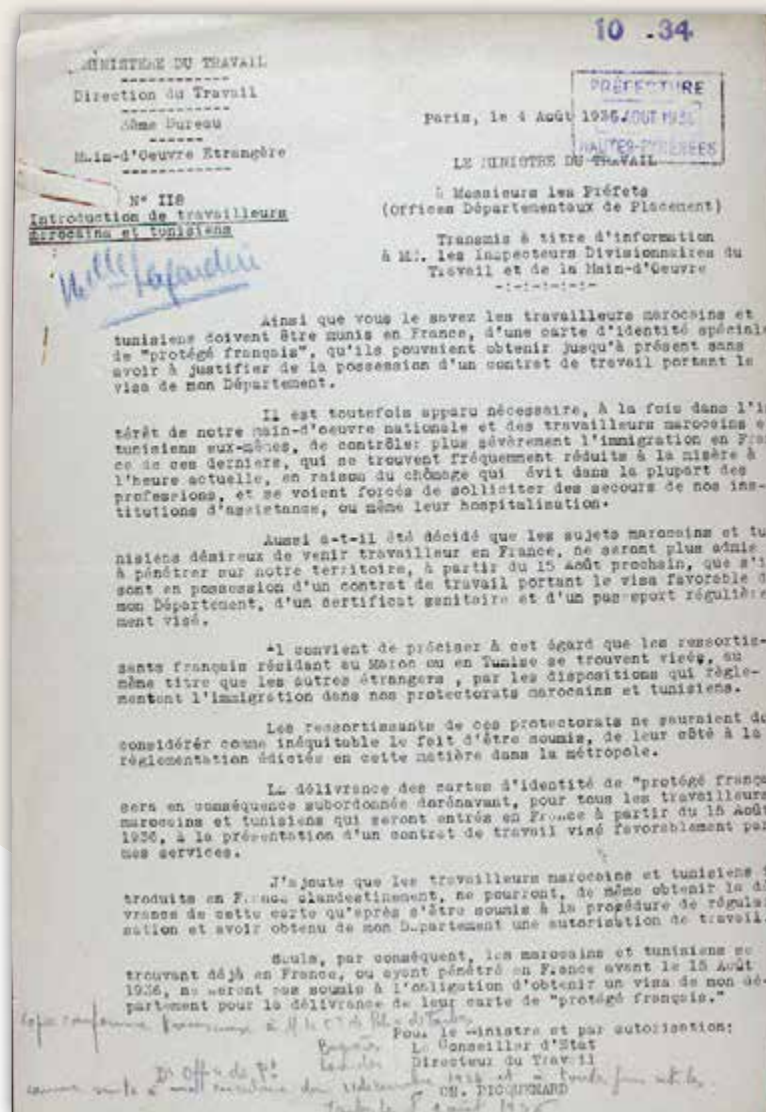 10 .34
MINISTERE DU TRAVAIL
------------
Direction du Travail
------------
Bureau
------
Main-d'Oeuvre Etrangère
------------
N° II8
Introduction de travailleurs
marocains et tunisiens
PRÉFECTURE
AOUT 1936
HAUTES-PYRENEES
Paris, le 4 Août 1936
LE MINISTRE DU TRAVAIL
à Messieurs les Préfets
(Offices Départementaux de Placement)
Transmis à titre d'information
à MM. les Inspecteurs Divisionnaires du
Travail et de la Main-d'Oeuvre
-:-:-:-:-:-
Ainsi que vous le savez les travailleurs marocains et
tunisiens doivent être munis en France, d'une carte d'identité spéciale
de "protégé français", qu'ils pouvaient obtenir jusqu'à présent sans
avoir à justifier de la possession d'un contrat de travail portant le
visa de mon Département.
Il est toutefois apparu nécessaire, à la fois dans l'in
térêt de notre main-d'oeuvre nationale et des travailleurs marocains e
tunisiens eux-mêmes, de contrôler plus sévèrement l'immigration en Fran
ce de ces derniers, qui se trouvent fréquemment réduits à la misère à
l'heure actuelle, en raison du chômage qui évit dans la plupart des
professions, et se voient forcés de solliciter des secours de nos ins-
titutions d'assistance, ou même leur hospitalisation.
Aussi a-t-il été décidé que les sujets marocains et tu
nisiens désireux de venir travailleur en France, ne seront plus admis
à pénétrer sur notre territoire, à partir du 15 Août prochain, que s'i
sont en possession d'un contrat de travail portant le visa favorable d
mon Département, d'un certificat sanitaire et d'un passeport régulière
ment visé.
Il convient de préciser à cet égard que les ressortis-
sants français résidant au Maroc ou en Tunise se trouvent visés, au
même titre que les autres étrangers , par les dispositions qui règle-
mentent l'immigration dans nos protectorats marocains et tunisiens.
Les ressortissants de ces protectorats ne sauraient do
considérer comme inéquitable le fait d'être soumis, de leur côté à la
réglementation édictée en cette matière dans la métropole.
La délivrance des cartes d'identité de "protégé frança
sera en conséquence subordonnée dorénavant, pour tous les travailleurs
marocains et tunisiens qui seront entrés en France à partir du 15 Août
1936, à la présentation d'un contrat de travail visé favorablement par
mes services.
J'ajoute que les travailleurs marocains et tunisiens i
troduits en France clandestinement, ne pourront, de même obtenir la dé
vrance de cette carte qu'après s'être soumis à la procédure de régular
sation et avoir obtenu de mon Département une autorisation de travail.
Seuls, par conséquent, les marocains et tunisiens se
trouvant déjà en France, ou ayant pénétré en France avant le 15 Août
1936, ne seront pas soumis à l'obligation d'obtenir un visa de mon dé-
partement pour la délivrance de leur carte de "protégé français."
Pour le ministre et par autorisation:
Le Conseiller d'Etat
Directeur du Travail
CH. PICQUENARD